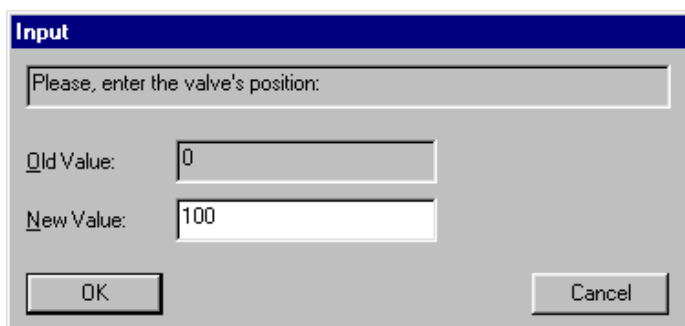 Input
Please, enter the valve's position:
Old Value: 0
New Value: 100
OK Cancel